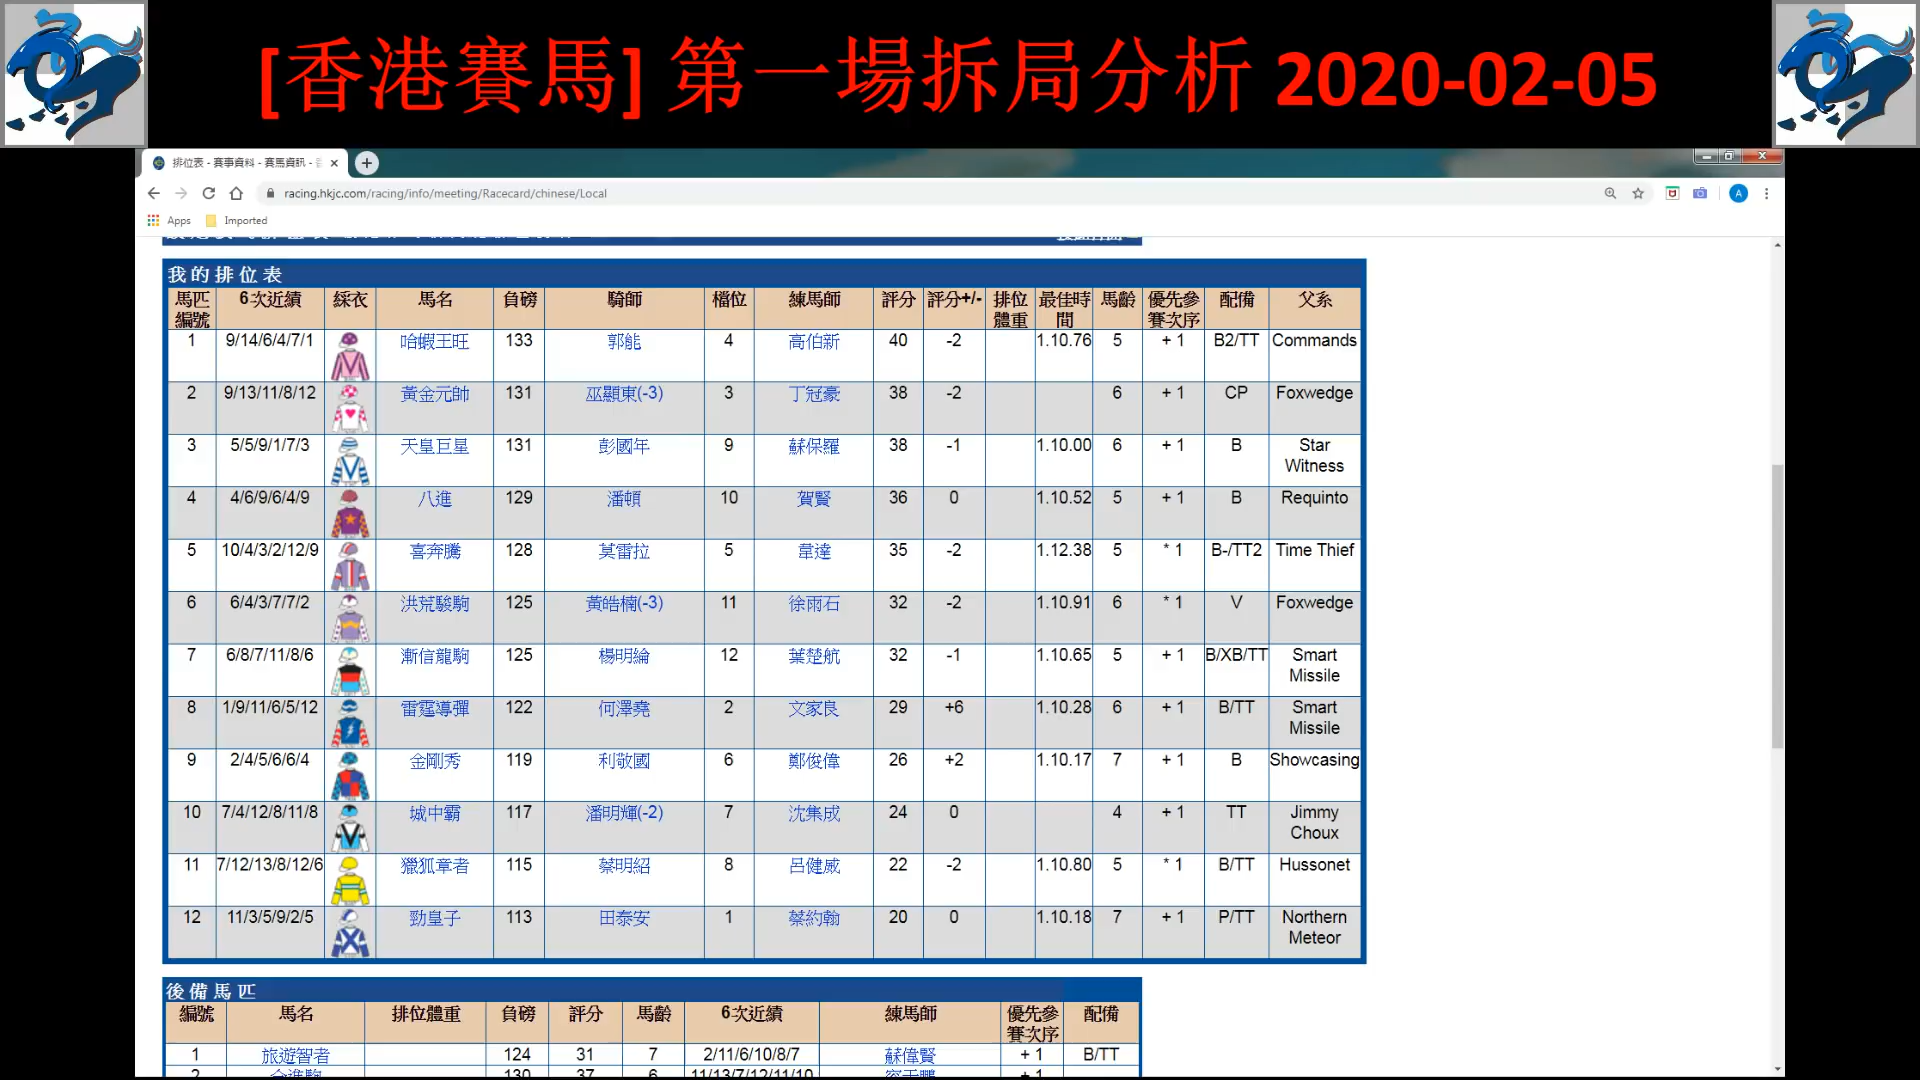 [香港賽馬] 第一場拆局分析 2020-02-05
排位表 - 賽事資料 - 賽馬資訊 -
racing.hkjc.com/racing/info/meeting/Racecard/chinese/Local
A
Apps Imported
我的排位表
馬匹編號 6次近績 綵衣 馬名 負磅 騎師 檔位 練馬師 評分 評分+/- 排位體重 最佳時間 馬齡 優先參賽次序 配備 父系
1 9/14/6/4/7/1 哈蝦王旺 133 郭能 4 高伯新 40 -2 1.10.76 5 + 1 B2/TT Commands
2 9/13/11/8/12 黃金元帥 131 巫顯東(-3) 3 丁冠豪 38 -2 6 + 1 CP Foxwedge
3 5/5/9/1/7/3 天皇巨星 131 彭國年 9 蘇保羅 38 -1 1.10.00 6 + 1 B Star Witness
4 4/6/9/6/4/9 八進 129 潘頓 10 賀賢 36 0 1.10.52 5 + 1 B Requinto
5 10/4/3/2/12/9 喜奔騰 128 莫雷拉 5 韋達 35 -2 1.12.38 5 * 1 B-/TT2 Time Thief
6 6/4/3/7/7/2 洪荒駿駒 125 黃皓楠(-3) 11 徐雨石 32 -2 1.10.91 6 * 1 V Foxwedge
7 6/8/7/11/8/6 漸信龍駒 125 楊明綸 12 葉楚航 32 -1 1.10.65 5 + 1 B/XB/TT Smart Missile
8 1/9/11/6/5/12 雷霆導彈 122 何澤堯 2 文家良 29 +6 1.10.28 6 + 1 B/TT Smart Missile
9 2/4/5/6/6/4 金剛秀 119 利敬國 6 鄭俊偉 26 +2 1.10.17 7 + 1 B Showcasing
10 7/4/12/8/11/8 城中霸 117 潘明輝(-2) 7 沈集成 24 0 4 + 1 TT Jimmy Choux
11 7/12/13/8/12/6 獵狐章者 115 蔡明紹 8 呂健威 22 -2 1.10.80 5 * 1 B/TT Hussonet
12 11/3/5/9/2/5 勁皇子 113 田泰安 1 蔡約翰 20 0 1.10.18 7 + 1 P/TT Northern Meteor
後備馬匹
編號 馬名 排位體重 負磅 評分 馬齡 6次近績 練馬師 優先參賽次序 配備
1 旅遊智者 124 31 7 2/11/6/10/8/7 蘇偉賢 + 1 B/TT
2 130 37 6 11/13/7/12/11/10 + 1